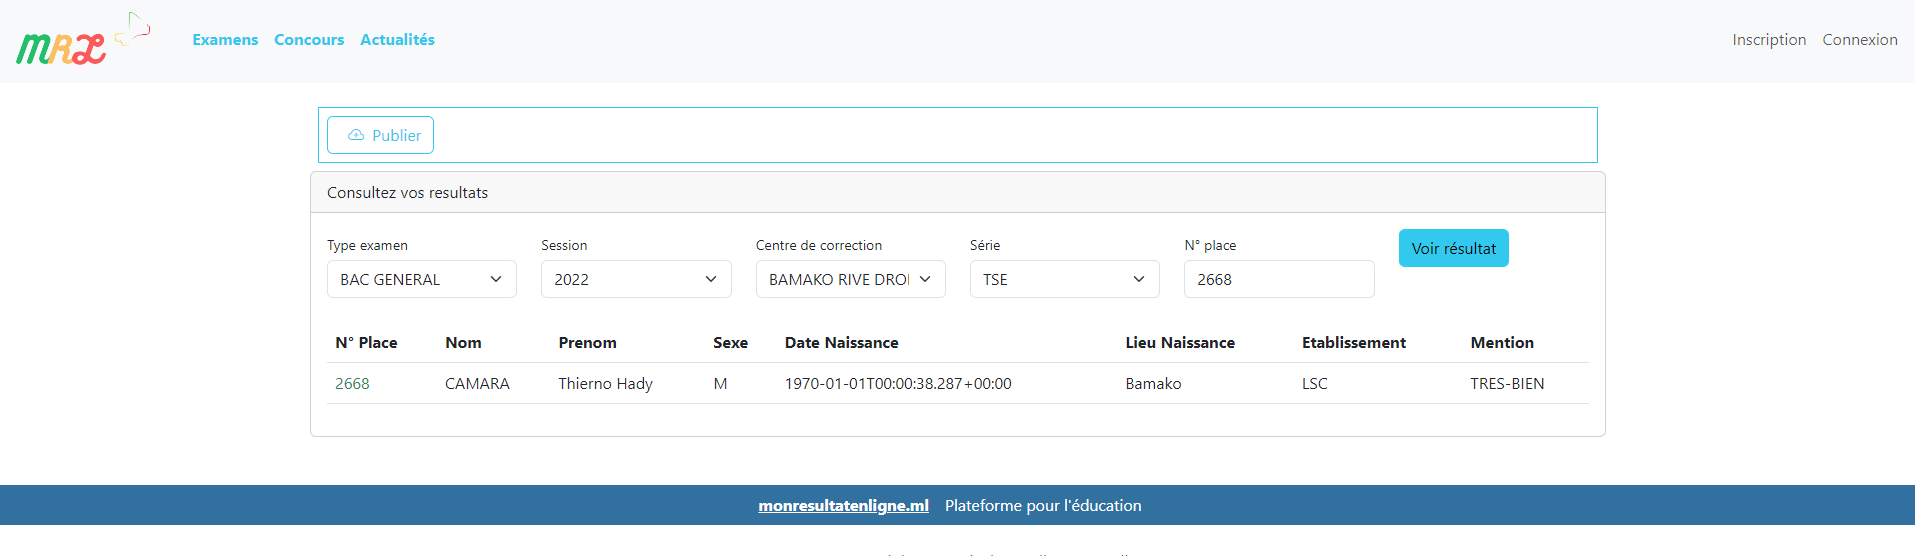 MRL Examens Concours Actualités Inscription Connexion
Publier
Consultez vos resultats
Type examen Session Centre de correction Série N° place Voir résultat
BAC GENERAL 2022 BAMAKO RIVE DROI TSE 2668
N° Place Nom Prenom Sexe Date Naissance Lieu Naissance Etablissement Mention
2668 CAMARA Thierno Hady M 1970-01-01T00:00:38.287+00:00 Bamako LSC TRES-BIEN
monresultatenligne.ml Plateforme pour l'éducation